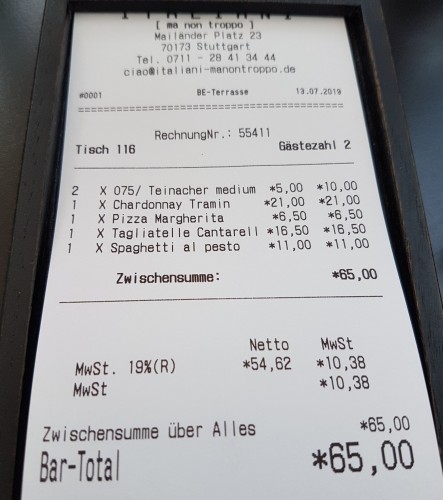 ITALIANI
[ ma non troppo ]
Mailänder Platz 23
70173 Stuttgart
Tel. 0711 - 28 41 34 44
ciao@italiani-manontroppo.de
#0001 BE-Terrasse 13.07.2019
================================================
RechnungNr.: 55411
Tisch 116 Gästezahl 2
2 X 075/ Teinacher medium *5,00 *10,00
1 X Chardonnay Tramin *21,00 *21,00
1 X Pizza Margherita *6,50 *6,50
1 X Tagliatelle Cantarell *16,50 *16,50
1 X Spaghetti al pesto *11,00 *11,00
Zwischensumme: *65,00
Netto MwSt
MwSt. 19%(R) *54,62 *10,38
MwSt *10,38
Zwischensumme über Alles *65,00
Bar-Total *65,00